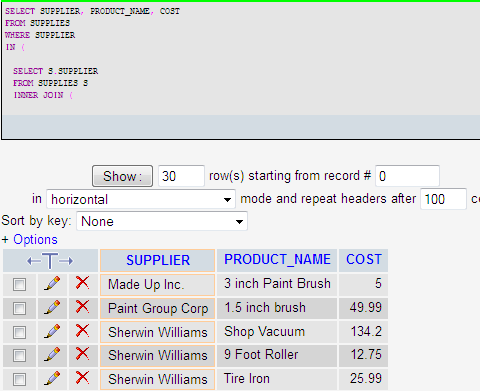 SELECT SUPPLIER, PRODUCT_NAME, COST
FROM SUPPLIES
WHERE SUPPLIER
IN (
SELECT S.SUPPLIER
FROM SUPPLIES S
INNER JOIN (
Show : 30 row(s) starting from record # 0
in horizontal mode and repeat headers after 100
Sort by key: None
+ Options
←T→ SUPPLIER PRODUCT_NAME COST
Made Up Inc. 3 inch Paint Brush 5
Paint Group Corp 1.5 inch brush 49.99
Sherwin Williams Shop Vacuum 134.2
Sherwin Williams 9 Foot Roller 12.75
Sherwin Williams Tire Iron 25.99